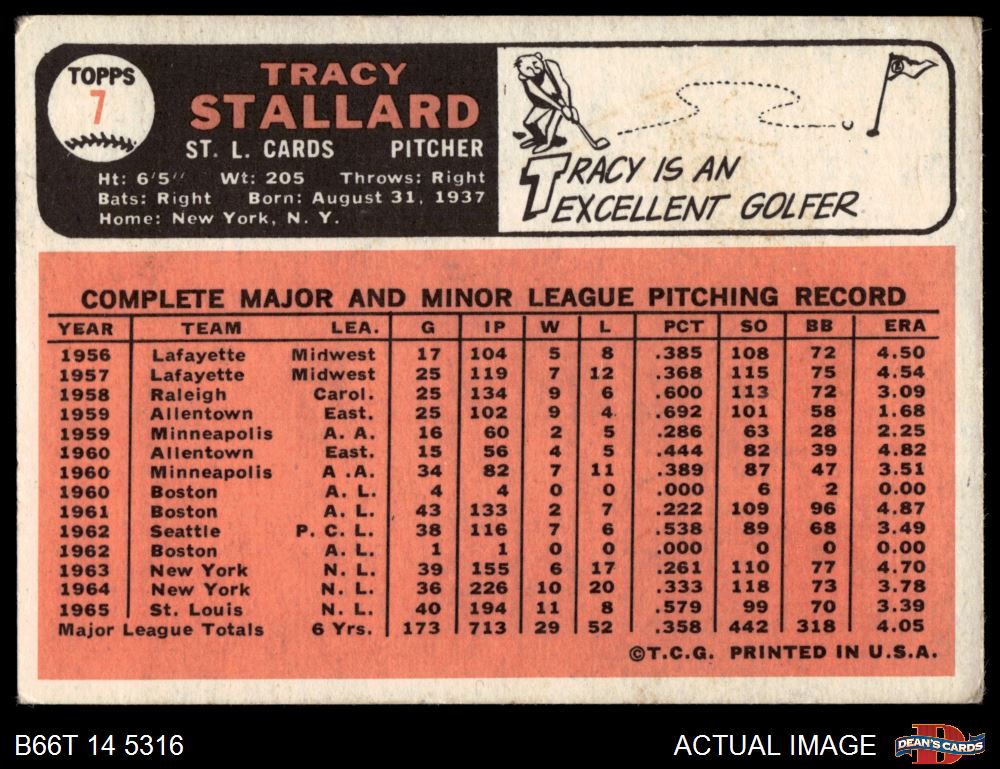 TOPPS
7
TRACY
STALLARD
ST. L. CARDS PITCHER
Ht: 6'5" Wt: 205 Throws: Right
Bats: Right Born: August 31, 1937
Home: New York, N. Y.
TRACY IS AN
EXCELLENT GOLFER
COMPLETE MAJOR AND MINOR LEAGUE PITCHING RECORD
YEAR TEAM LEA. G IP W L PCT SO BB ERA
1956 Lafayette Midwest 17 104 5 8 .385 108 72 4.50
1957 Lafayette Midwest 25 119 7 12 .368 115 75 4.54
1958 Raleigh Carol. 25 134 9 6 .600 113 72 3.09
1959 Allentown East. 25 102 9 4 .692 101 58 1.68
1959 Minneapolis A. A. 16 60 2 5 .286 63 28 2.25
1960 Allentown East. 15 56 4 5 .444 82 39 4.82
1960 Minneapolis A .A. 34 82 7 11 .389 87 47 3.51
1960 Boston A. L. 4 4 0 0 .000 6 2 0.00
1961 Boston A. L. 43 133 2 7 .222 109 96 4.87
1962 Seattle P. C. L. 38 116 7 6 .538 89 68 3.49
1962 Boston A. L. 1 1 0 0 .000 0 0 0.00
1963 New York N. L. 39 155 6 17 .261 110 77 4.70
1964 New York N. L. 36 226 10 20 .333 118 73 3.78
1965 St. Louis N. L. 40 194 11 8 .579 99 70 3.39
Major League Totals 6 Yrs. 173 713 29 52 .358 442 318 4.05
©T.C.G. PRINTED IN U.S.A.
B66T 14 5316
ACTUAL IMAGE
DEAN'S CARDS